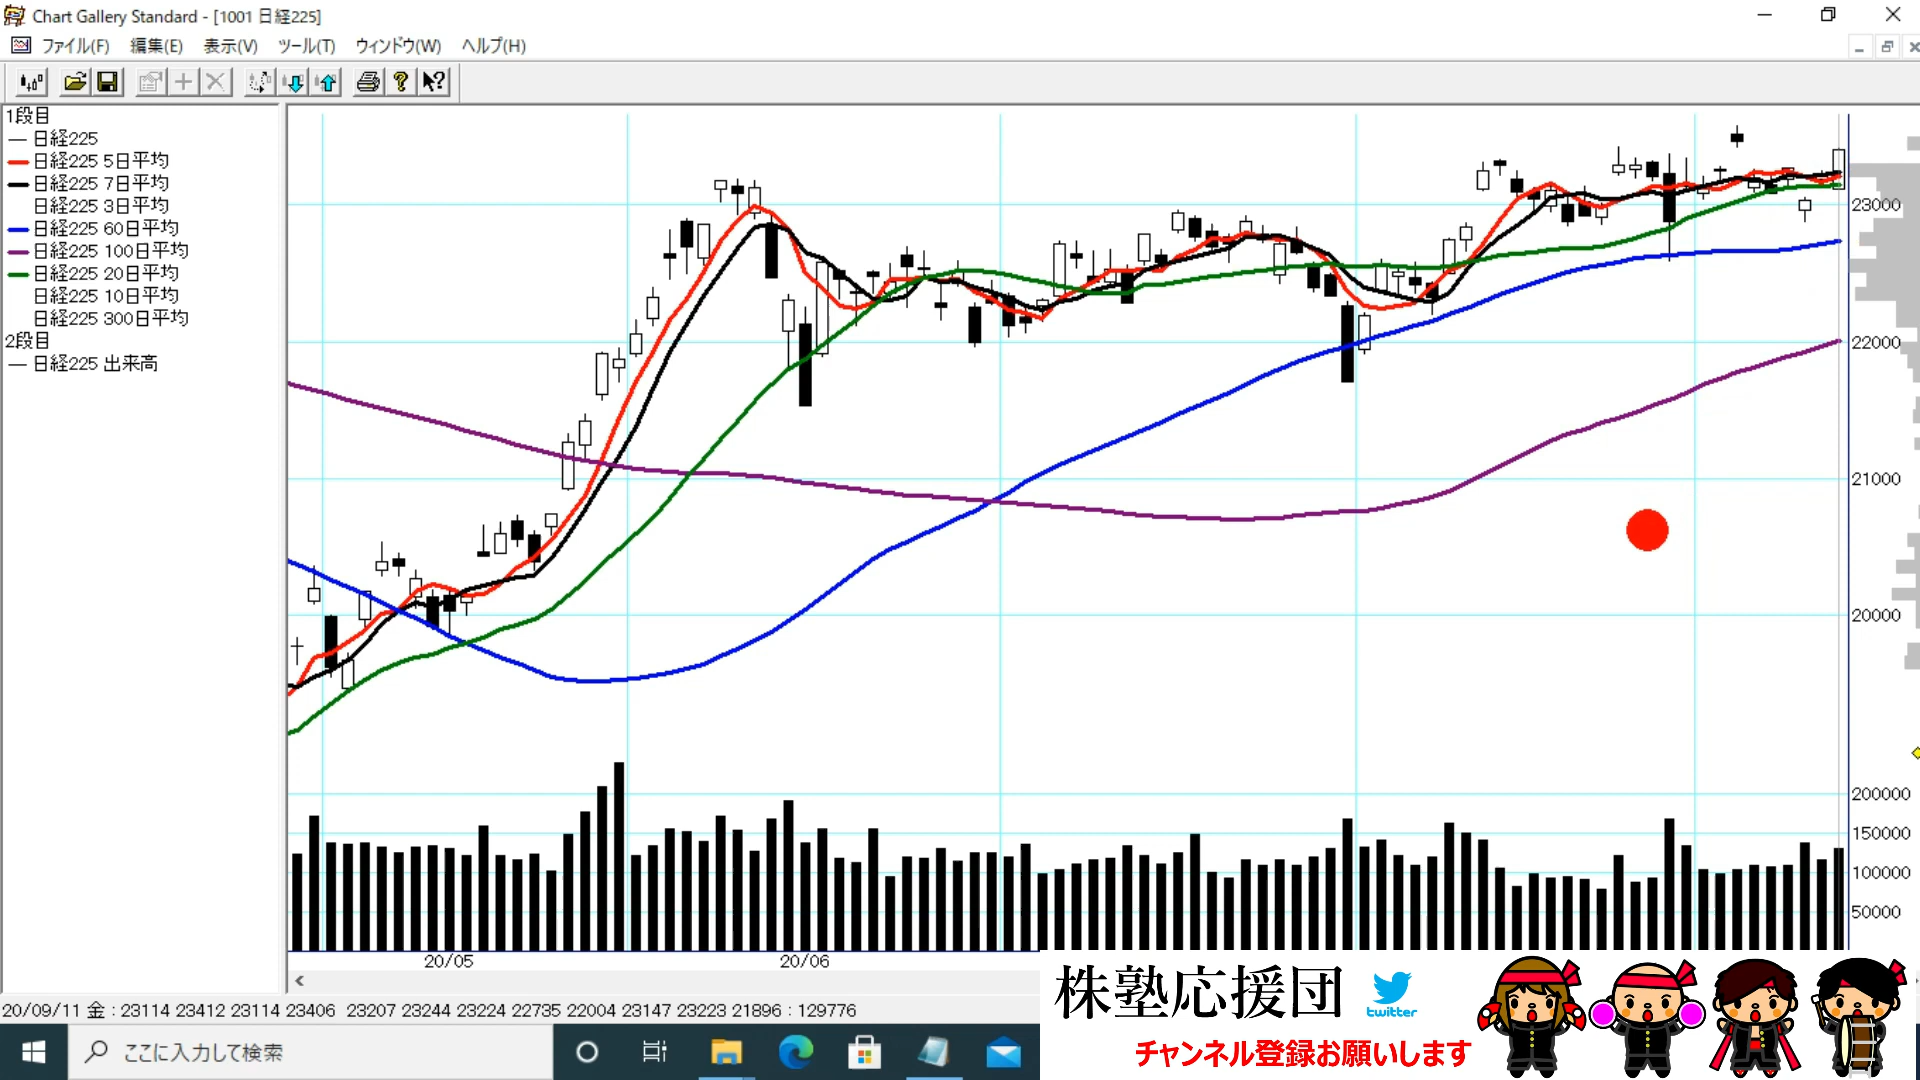 Chart Gallery Standard - [1001 日経225]
ファイル(F) 編集(E) 表示(V) ツール(T) ウィンドウ(W) ヘルプ(H)
1段目
日経225
日経225 5日平均
日経225 7日平均
日経225 3日平均
日経225 60日平均
日経225 100日平均
日経225 20日平均
日経225 10日平均
日経225 300日平均
2段目
日経225 出来高
23000
22000
21000
20000
200000
150000
100000
50000
20/05 20/06
20/09/11 金 : 23114 23412 23114 23406 23207 23244 23224 22735 22004 23147 23223 21896 : 129776
株塾応援団
twitter
チャンネル登録お願いします
ここに入力して検索